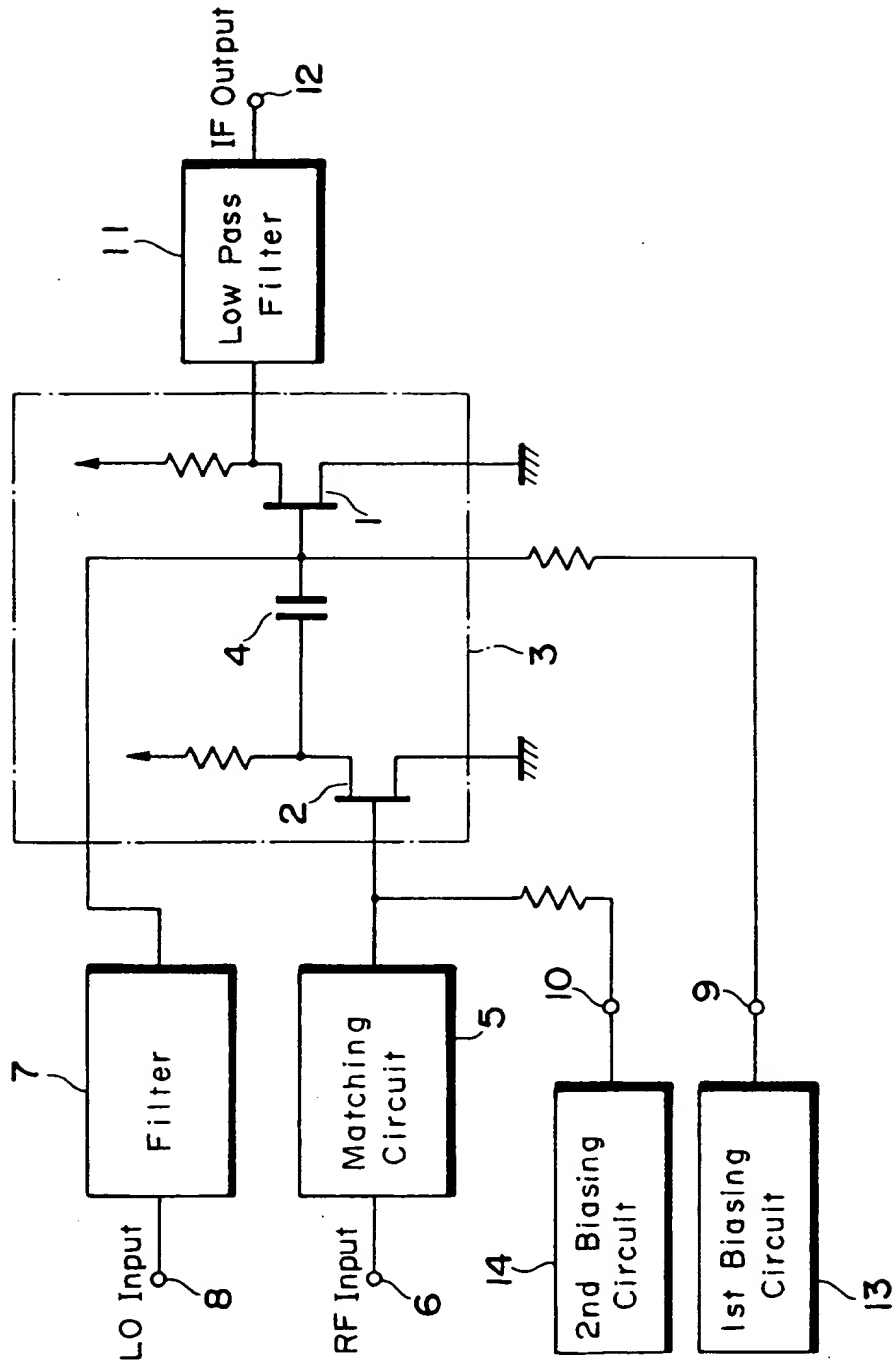 LO Input
8
7
Filter
RF Input
6
Matching
Circuit
5
2
4
1
3
11
Low Pass
Filter
IF Output
12
14
2nd Biasing
Circuit
10
1st Biasing
Circuit
13
9